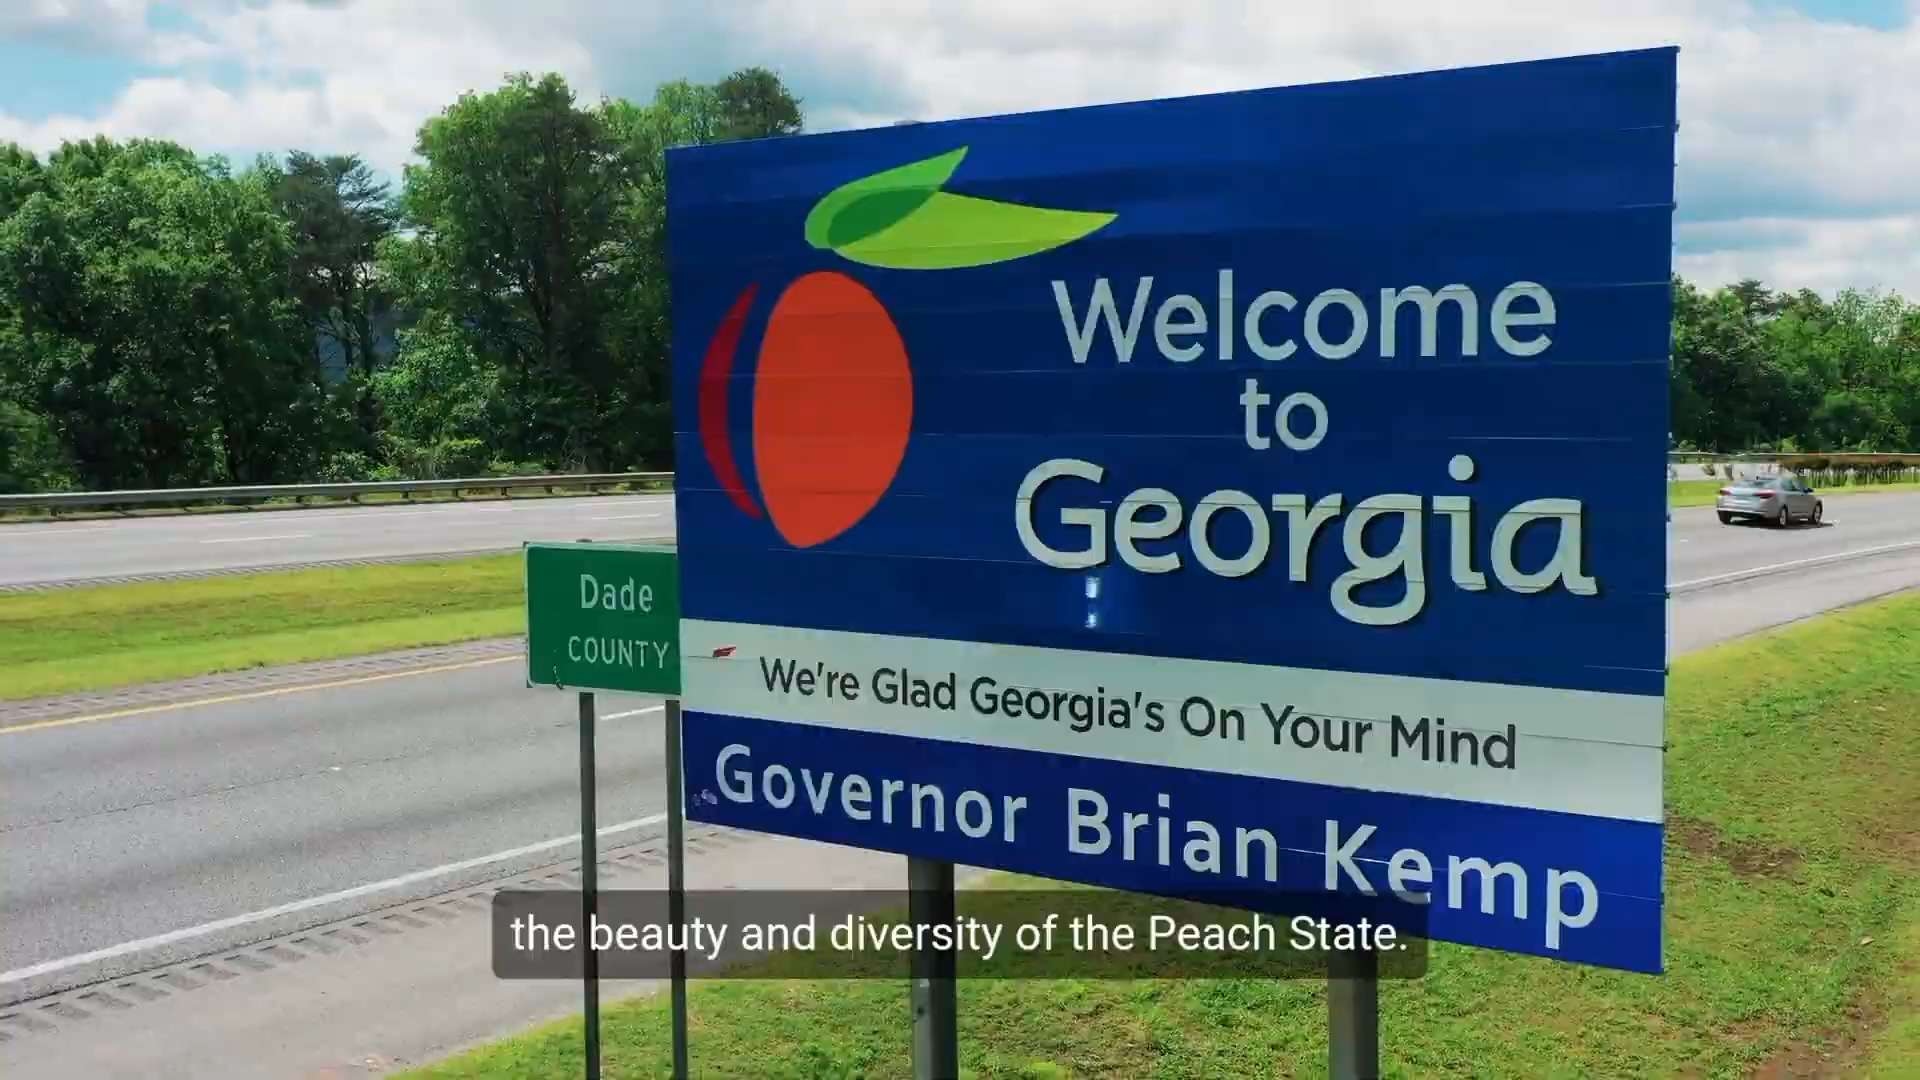 Welcome
to
Georgia
Dade
COUNTY
We're Glad Georgia's On Your Mind
Governor Brian Kemp
the beauty and diversity of the Peach State.